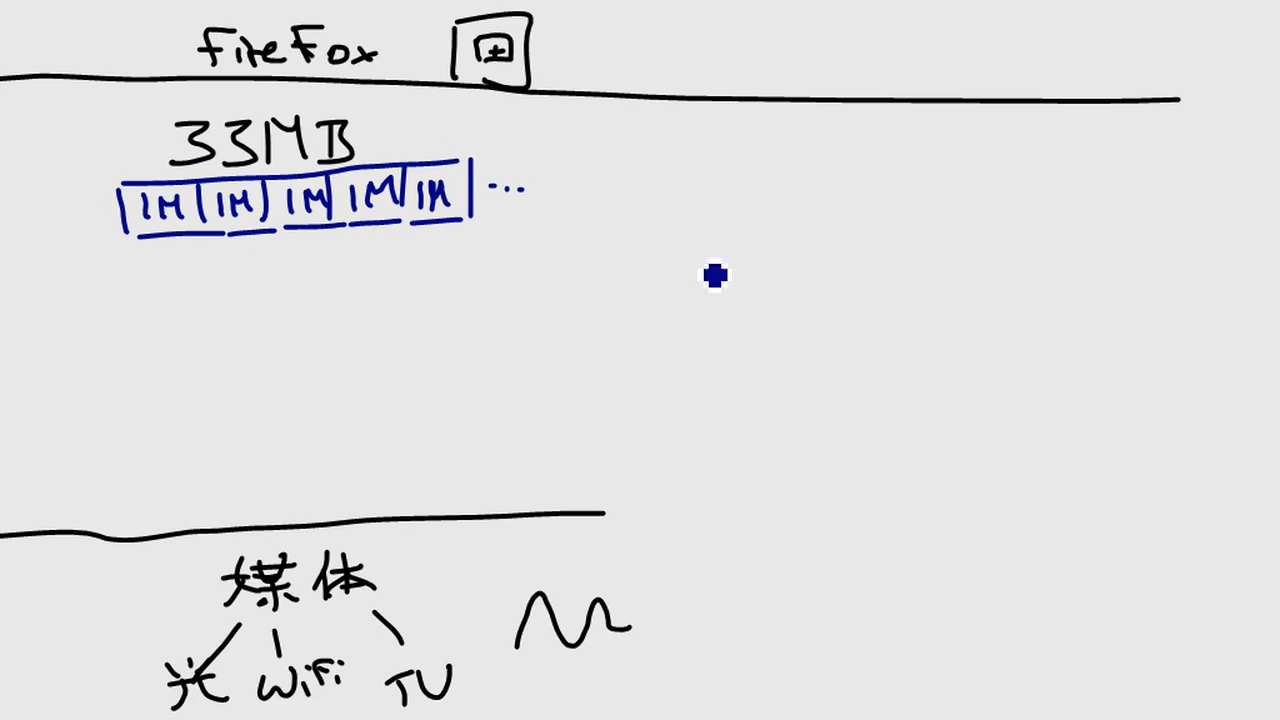 FireFox
33MB
1M 1M 1M 1M 1M ...
媒体
光 WiFi TV